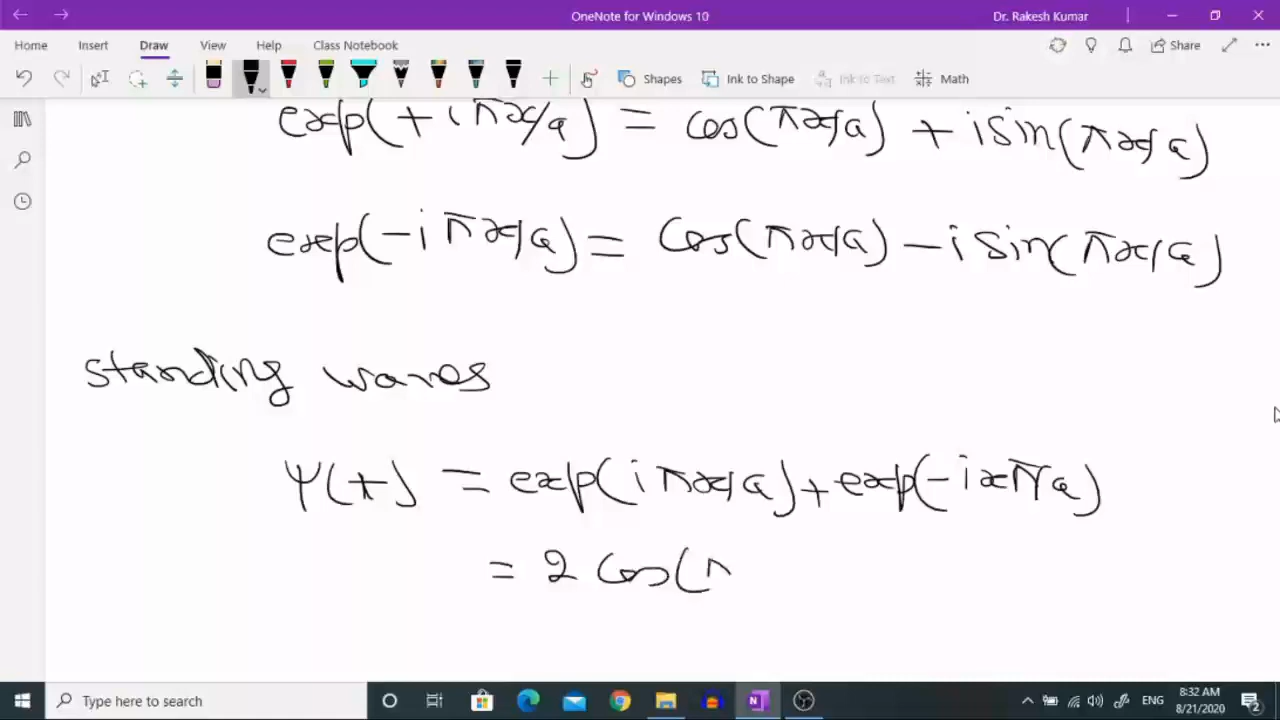 OneNote for Windows 10
Dr. Rakesh Kumar
Home Insert Draw View Help Class Notebook Share
Shapes Ink to Shape Ink to Text Math
exp(+iπx/a) = cos(πx/a) + isin(πx/a)
exp(-iπx/a) = cos(πx/a) - isin(πx/a)
standing waves
Ψ(+) = exp(iπx/a) + exp(-ixπ/a)
= 2 cos(π
Type here to search
ENG
8:32 AM
8/21/2020
2